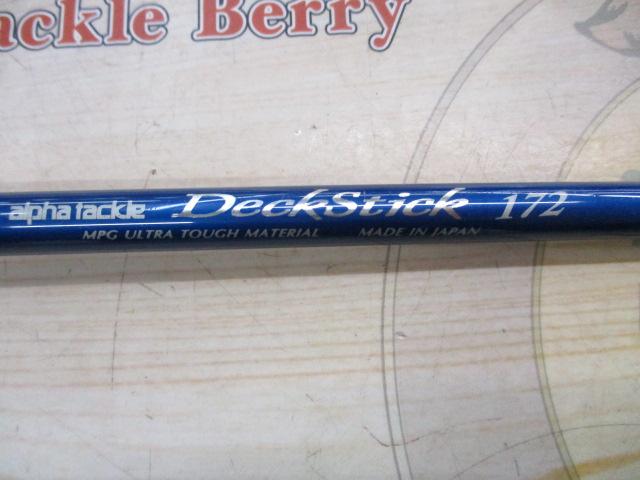 ackle Berry
alpha tackle DeckStick 172
MPG ULTRA TOUGH MATERIAL MADE IN JAPAN